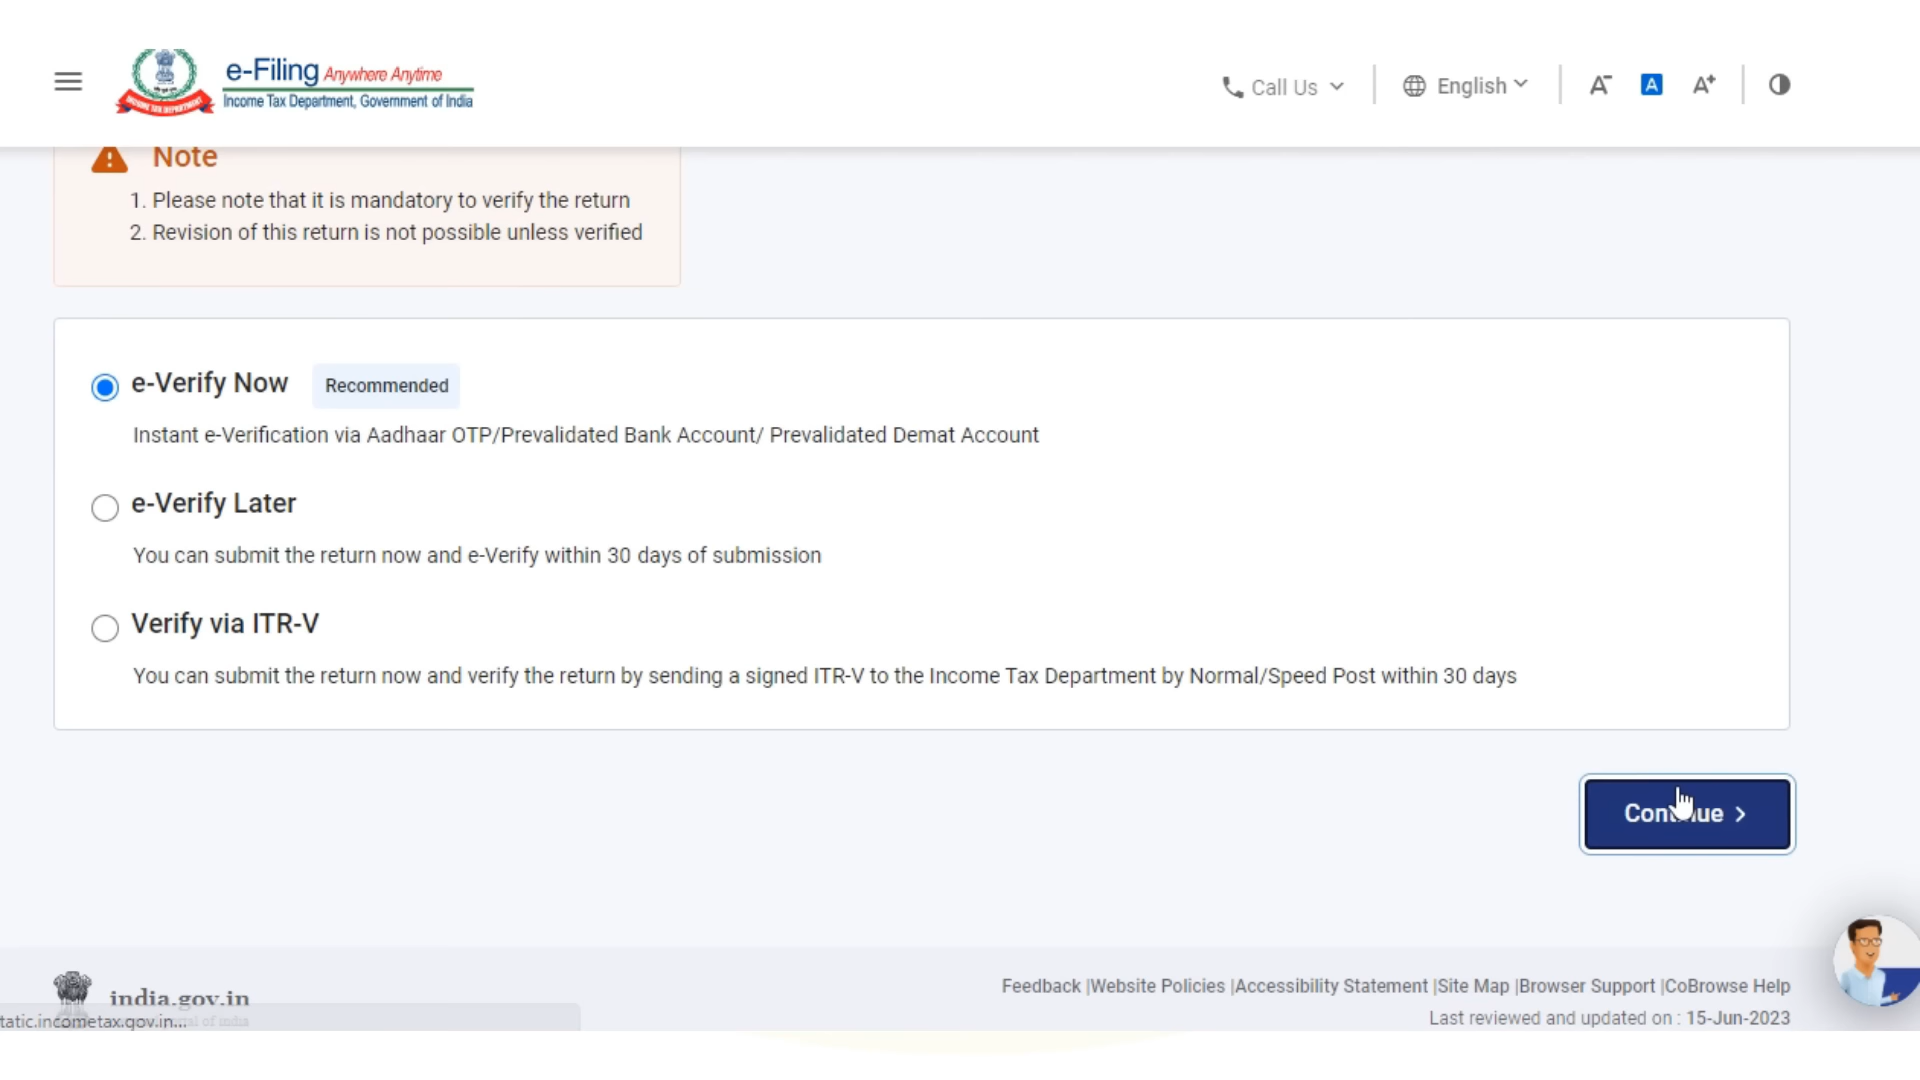 e-Filing Anywhere Anytime
Income Tax Department, Government of India
Call Us
English
A-
A
A+
Note
1. Please note that it is mandatory to verify the return
2. Revision of this return is not possible unless verified
e-Verify Now Recommended
Instant e-Verification via Aadhaar OTP/Prevalidated Bank Account/ Prevalidated Demat Account
e-Verify Later
You can submit the return now and e-Verify within 30 days of submission
Verify via ITR-V
You can submit the return now and verify the return by sending a signed ITR-V to the Income Tax Department by Normal/Speed Post within 30 days
Continue >
india.gov.in
Feedback |Website Policies |Accessibility Statement |Site Map |Browser Support |CoBrowse Help
tatic.incometax.gov.in...
al of india
Last reviewed and updated on : 15-Jun-2023